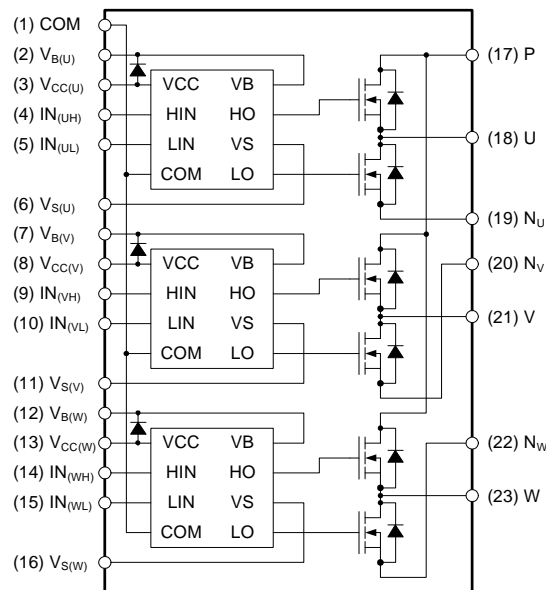 (1) COM
(2) VB(U)
(3) VCC(U)
(4) IN(UH)
(5) IN(UL)
(6) VS(U)
(7) VB(V)
(8) VCC(V)
(9) IN(VH)
(10) IN(VL)
(11) VS(V)
(12) VB(W)
(13) VCC(W)
(14) IN(WH)
(15) IN(WL)
(16) VS(W)
VCC VB
HIN HO
LIN VS
COM LO
VCC VB
HIN HO
LIN VS
COM LO
VCC VB
HIN HO
LIN VS
COM LO
(17) P
(18) U
(19) NU
(20) NV
(21) V
(22) NW
(23) W